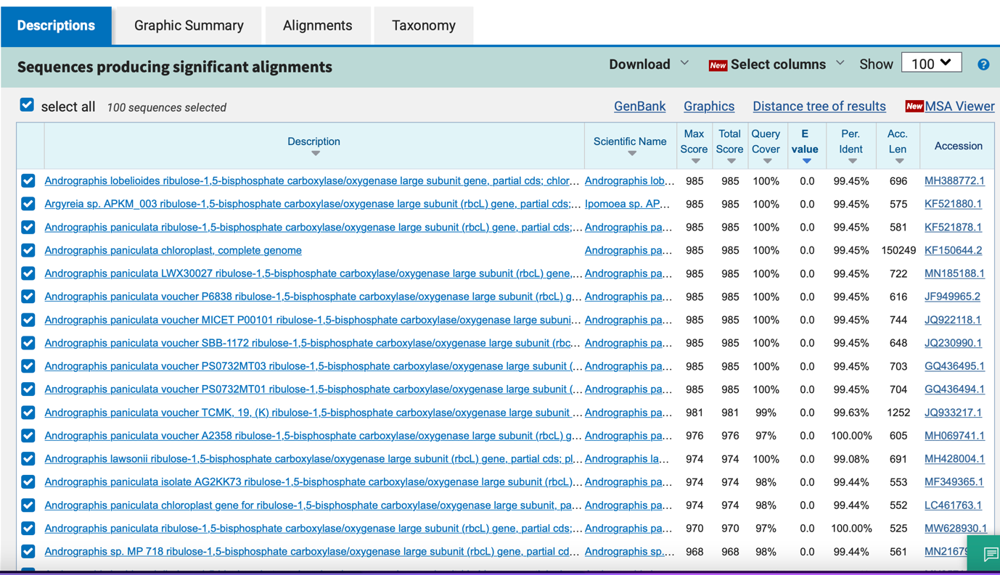 Descriptions Graphic Summary Alignments Taxonomy
Sequences producing significant alignments Download New Select columns Show 100 ?
select all 100 sequences selected GenBank Graphics Distance tree of results New MSA Viewer
Description Scientific Name Max Score Total Score Query Cover E value Per. Ident Acc. Len Accession
Andrographis lobelioides ribulose-1,5-bisphosphate carboxylase/oxygenase large subunit gene, partial cds; chlor... Andrographis lob... 985 985 100% 0.0 99.45% 696 MH388772.1
Argyreia sp. APKM_003 ribulose-1,5-bisphosphate carboxylase/oxygenase large subunit (rbcL) gene, partial cds;... Ipomoea sp. AP... 985 985 100% 0.0 99.45% 575 KF521880.1
Andrographis paniculata ribulose-1,5-bisphosphate carboxylase/oxygenase large subunit (rbcL) gene, partial cds;... Andrographis pa... 985 985 100% 0.0 99.45% 581 KF521878.1
Andrographis paniculata chloroplast, complete genome Andrographis pa... 985 985 100% 0.0 99.45% 150249 KF150644.2
Andrographis paniculata LWX30027 ribulose-1,5-bisphosphate carboxylase/oxygenase large subunit (rbcL) gene,... Andrographis pa... 985 985 100% 0.0 99.45% 722 MN185188.1
Andrographis paniculata voucher P6838 ribulose-1,5-bisphosphate carboxylase/oxygenase large subunit (rbcL) g... Andrographis pa... 985 985 100% 0.0 99.45% 616 JF949965.2
Andrographis paniculata voucher MICET P00101 ribulose-1,5-bisphosphate carboxylase/oxygenase large subuni... Andrographis pa... 985 985 100% 0.0 99.45% 744 JQ922118.1
Andrographis paniculata voucher SBB-1172 ribulose-1,5-bisphosphate carboxylase/oxygenase large subunit (rbc... Andrographis pa... 985 985 100% 0.0 99.45% 648 JQ230990.1
Andrographis paniculata voucher PS0732MT03 ribulose-1,5-bisphosphate carboxylase/oxygenase large subunit (... Andrographis pa... 985 985 100% 0.0 99.45% 703 GQ436495.1
Andrographis paniculata voucher PS0732MT01 ribulose-1,5-bisphosphate carboxylase/oxygenase large subunit (... Andrographis pa... 985 985 100% 0.0 99.45% 704 GQ436494.1
Andrographis paniculata voucher TCMK, 19, (K) ribulose-1,5-bisphosphate carboxylase/oxygenase large subunit ... Andrographis pa... 981 981 99% 0.0 99.63% 1252 JQ933217.1
Andrographis paniculata voucher A2358 ribulose-1,5-bisphosphate carboxylase/oxygenase large subunit (rbcL) g... Andrographis pa... 976 976 97% 0.0 100.00% 605 MH069741.1
Andrographis lawsonii ribulose-1,5-bisphosphate carboxylase/oxygenase large subunit (rbcL) gene, partial cds; pl... Andrographis la... 974 974 100% 0.0 99.08% 691 MH428004.1
Andrographis paniculata isolate AG2KK73 ribulose-1,5-bisphosphate carboxylase/oxygenase large subunit (rbcL)... Andrographis pa... 974 974 98% 0.0 99.44% 553 MF349365.1
Andrographis paniculata chloroplast gene for ribulose-1,5-bisphosphate carboxylase/oxygenase large subunit, pa... Andrographis pa... 974 974 98% 0.0 99.44% 552 LC461763.1
Andrographis paniculata ribulose-1,5-bisphosphate carboxylase/oxygenase large subunit (rbcL) gene, partial cds;... Andrographis pa... 970 970 97% 0.0 100.00% 525 MW628930.1
Andrographis sp. MP 718 ribulose-1,5-bisphosphate carboxylase/oxygenase large subunit (rbcL) gene, partial cd... Andrographis sp.... 968 968 98% 0.0 99.44% 561 MN2167